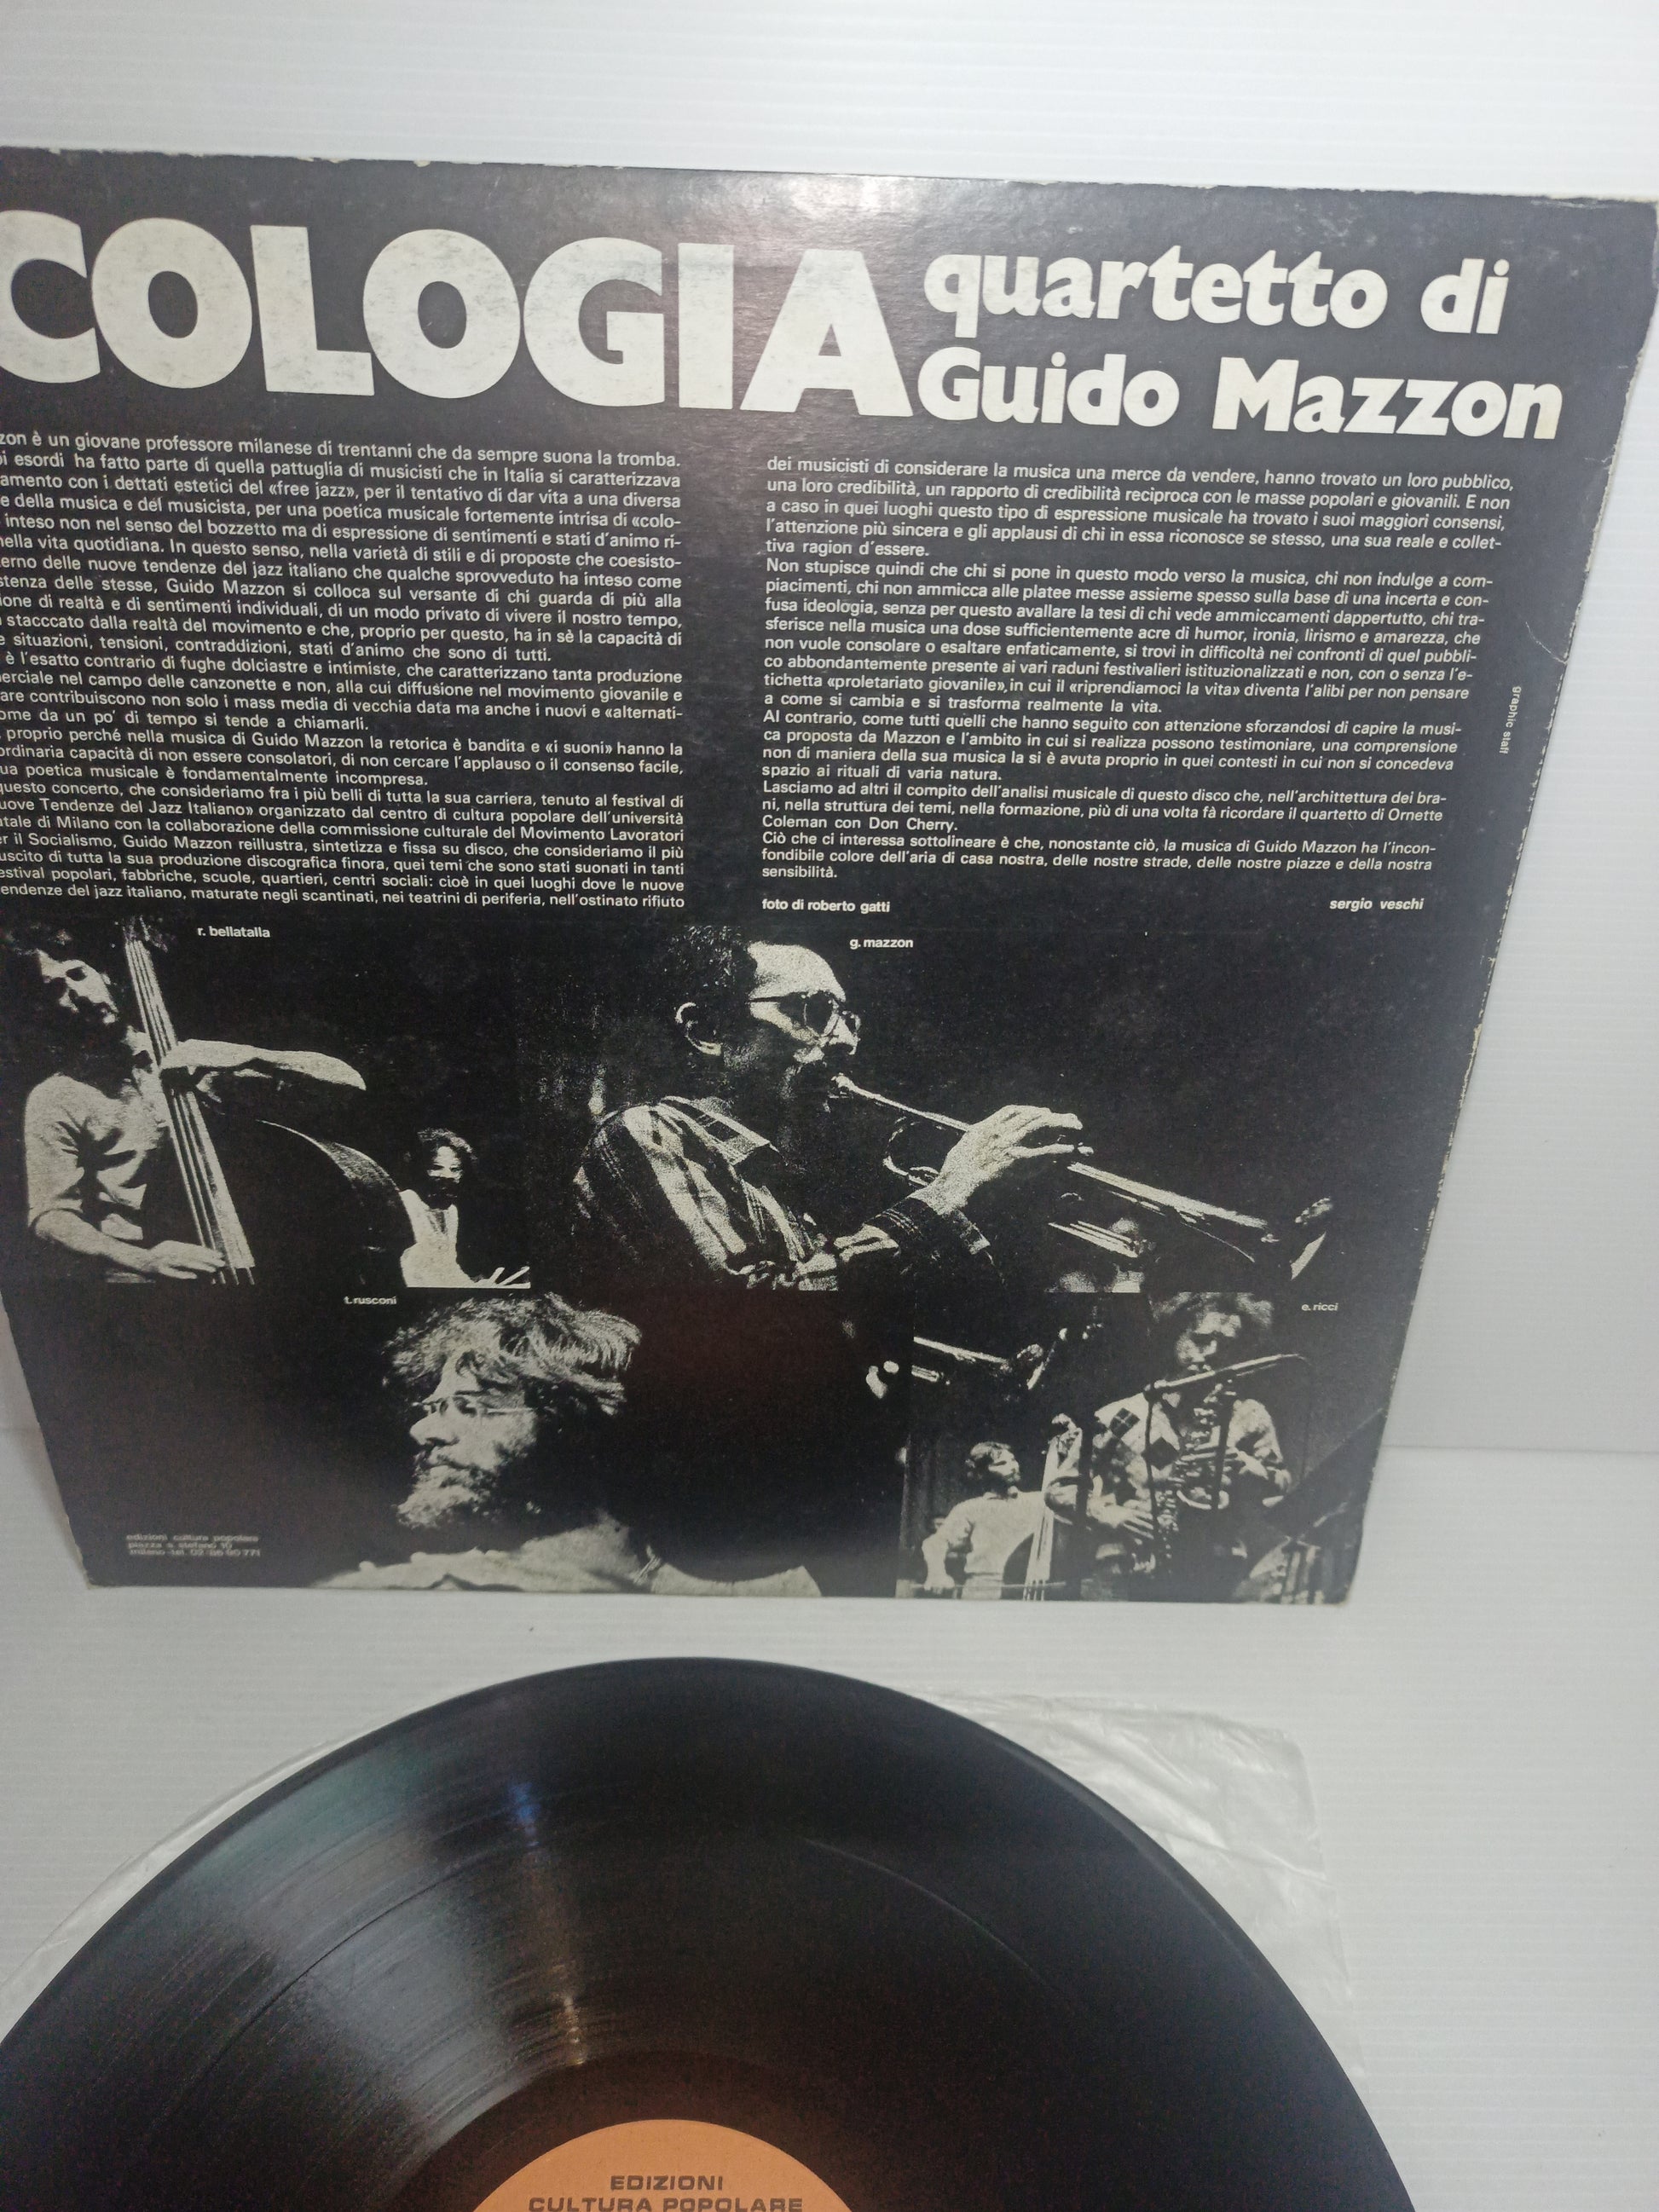 COLOGIA
quartetto di
Guido Mazzon
zon è un giovane professore milanese di trentanni che da sempre suona la tromba.
oi esordi ha fatto parte di quella pattuglia di musicisti che in Italia si caratterizzava
amento con i dettati estetici del «free jazz», per il tentativo di dar vita a una diversa
e della musica e del musicista, per una poetica musicale fortemente intrisa di «colo-
inteso non nel senso del bozzetto ma di espressione di sentimenti e stati d'animo ri-
nella vita quotidiana. In questo senso, nella varietà di stili e di proposte che coesisto-
erno delle nuove tendenze del jazz italiano che qualche sprovveduto ha inteso come
stenza delle stesse, Guido Mazzon si colloca sul versante di chi guarda di più alla
ione di realtà e di sentimenti individuali, di un modo privato di vivere il nostro tempo,
stacccato dalla realtà del movimento e che, proprio per questo, ha in sè la capacità di
e situazioni, tensioni, contraddizioni, stati d'animo che sono di tutti.
è l'esatto contrario di fughe dolciastre e intimiste, che caratterizzano tanta produzione
erciale nel campo delle canzonette e non, alla cui diffusione nel movimento giovanile e
are contribuiscono non solo i mass media di vecchia data ma anche i nuovi e «alternati-
ome da un po' di tempo si tende a chiamarli.
proprio perché nella musica di Guido Mazzon la retorica è bandita e «i suoni» hanno la
ordinaria capacità di non essere consolatori, di non cercare l'applauso o il consenso facile,
ua poetica musicale è fondamentalmente incompresa.
questo concerto, che consideriamo fra i più belli di tutta la sua carriera, tenuto al festival di
uove Tendenze del Jazz Italiano» organizzato dal centro di cultura popolare dell'università
atale di Milano con la collaborazione della commissione culturale del Movimento Lavoratori
er il Socialismo, Guido Mazzon reillustra, sintetizza e fissa su disco, che consideriamo il più
uscito di tutta la sua produzione discografica finora, quei temi che sono stati suonati in tanti
estival popolari, fabbriche, scuole, quartieri, centri sociali: cioè in quei luoghi dove le nuove
endenze del jazz italiano, maturate negli scantinati, nei teatrini di periferia, nell'ostinato rifiuto
dei musicisti di considerare la musica una merce da vendere, hanno trovato un loro pubblico,
una loro credibilità, un rapporto di credibilità reciproca con le masse popolari e giovanili. E non
a caso in quei luoghi questo tipo di espressione musicale ha trovato i suoi maggiori consensi,
l'attenzione più sincera e gli applausi di chi in essa riconosce se stesso, una sua reale e collet-
tiva ragion d'essere.
Non stupisce quindi che chi si pone in questo modo verso la musica, chi non indulge a com-
piacimenti, chi non ammicca alle platee messe assieme spesso sulla base di una incerta e con-
fusa ideologia, senza per questo avallare la tesi di chi vede ammiccamenti dappertutto, chi tra-
sferisce nella musica una dose sufficientemente acre di humor, ironia, lirismo e amarezza, che
non vuole consolare o esaltare enfaticamente, si trovi in difficoltà nei confronti di quel pubbli-
co abbondantemente presente ai vari raduni festivalieri istituzionalizzati e non, con o senza l'e-
tichetta «proletariato giovanile», in cui il «riprendiamoci la vita» diventa l'alibi per non pensare
a come si cambia e si trasforma realmente la vita.
Al contrario, come tutti quelli che hanno seguito con attenzione sforzandosi di capire la musi-
ca proposta da Mazzon e l'ambito in cui si realizza possono testimoniare, una comprensione
non di maniera della sua musica la si è avuta proprio in quei contesti in cui non si concedeva
spazio ai rituali di varia natura.
Lasciamo ad altri il compito dell'analisi musicale di questo disco che, nell'archittettura dei bra-
ni, nella struttura dei temi, nella formazione, più di una volta fà ricordare il quartetto di Ornette
Coleman con Don Cherry.
Ciò che ci interessa sottolineare è che, nonostante ciò, la musica di Guido Mazzon ha l'incon-
fondibile colore dell'aria di casa nostra, delle nostre strade, delle nostre piazze e della nostra
sensibilità.
foto di roberto gatti
sergio veschi
graphic staff
r. bellatalla
g. mazzon
t. rusconi
e. ricci
edizioni cultura popolare
piazza s. stefano 10
milano-tel. 02/86 90 771
EDIZIONI
CULTURA POPOLARE